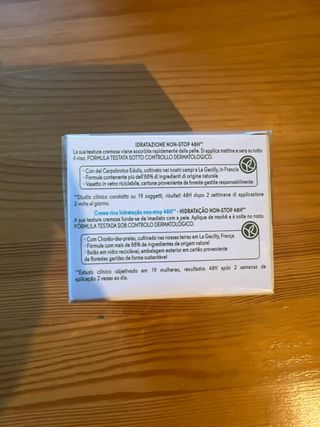 IDRATAZIONE NON-STOP 48H**
La sua texture cremosa viene assorbita rapidamente dalla pelle. Si applica mattina e sera su tutto
il viso. FORMULA TESTATA SOTTO CONTROLLO DERMATOLOGICO.
- Con del Carpobrotus Edulis, coltivato nei nostri campi a La Gacilly, in Francia
- Formula contenente più dell'88% di ingredienti di origine naturale
- Vasetto in vetro riciclabile, cartone proveniente da foreste gestite responsabilmente
*Studio clinico condotto su 19 soggetti, risultati 48H dopo 2 settimane di applicazione
2 volte al giorno.
Creme rico hidratação non-stop 48H** - HIDRATAÇÃO NON-STOP 48H**
A sua textura cremosa funde-se de imediato com a pele. Aplique de manhã e à noite no rosto.
FÓRMULA TESTADA SOB CONTROLO DERMATOLÓGICO.
- Com Chorão-das-praias, cultivado nas nossas terras em La Gacilly, França
- Fórmula com mais de 88% de ingredientes de origem natural
- Boião em vidro reciclável, embalagem exterior em cartão proveniente
de florestas geridas de forma sustentável
*Estudo clínico objetivado em 19 mulheres, resultados 48H após 2 semanas de
aplicação 2 vezes ao dia.